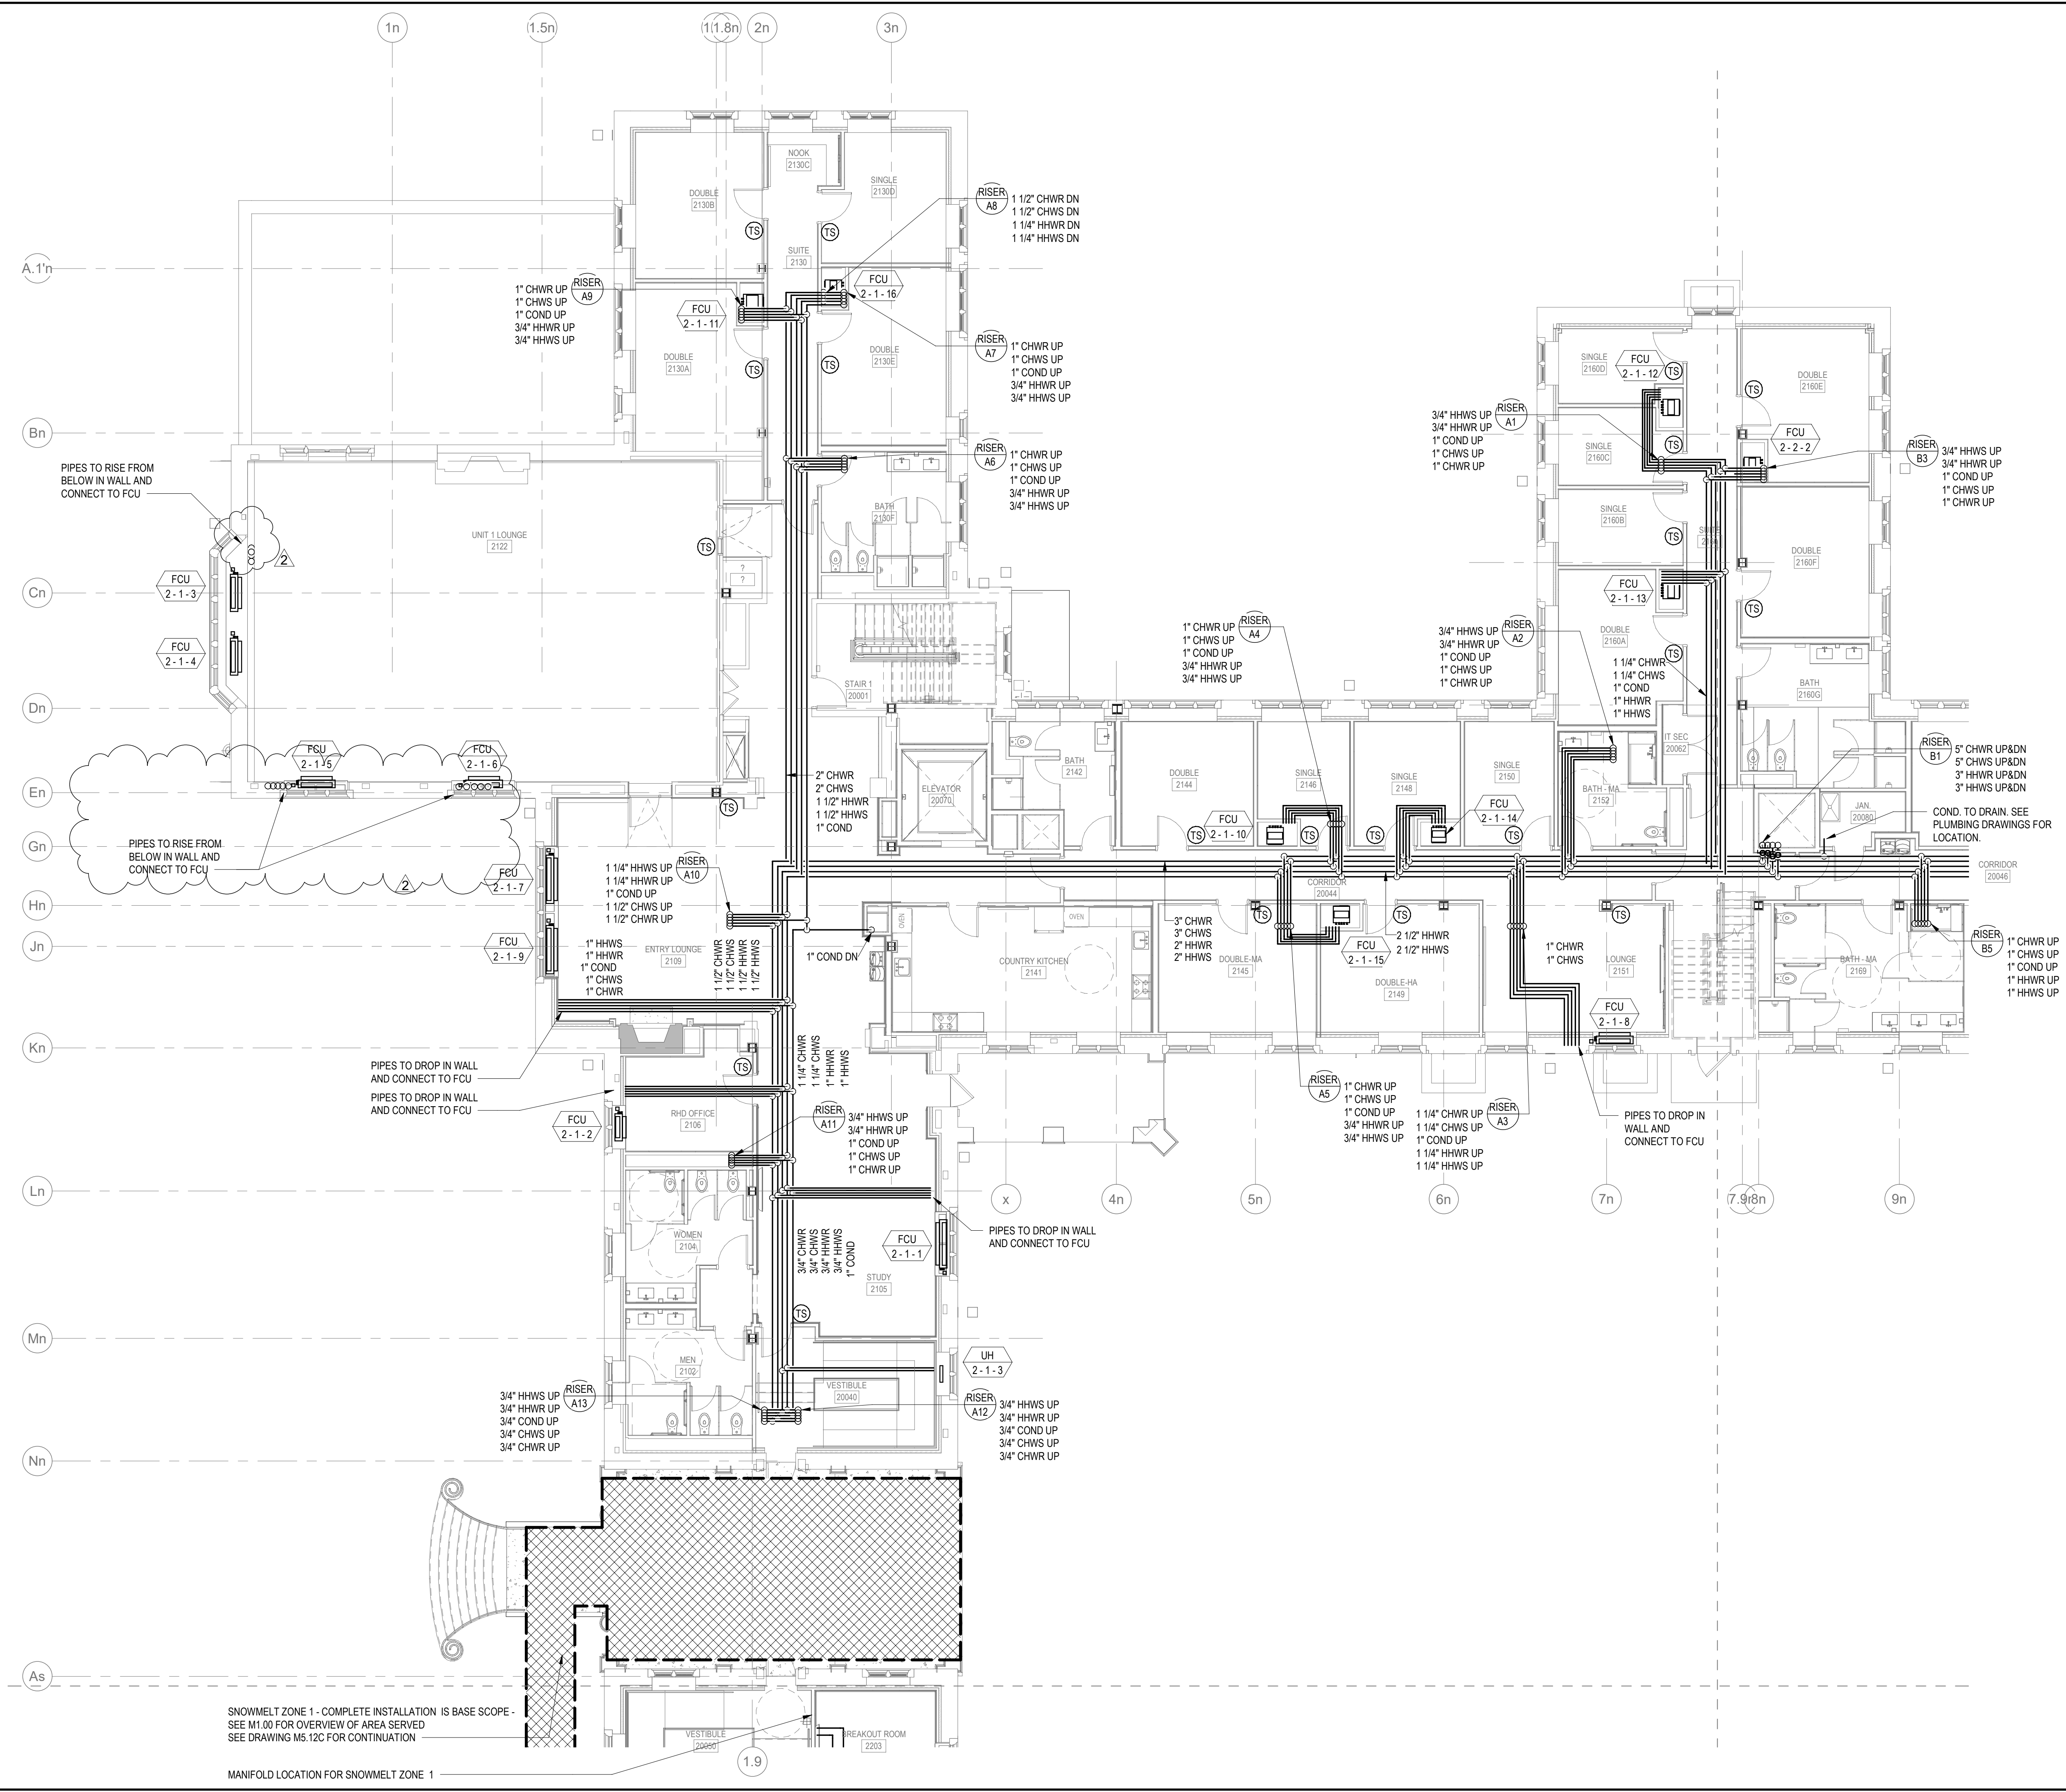 1n
1.5n
1.8n
2n
3n
A.1'n
Bn
Cn
Dn
En
Gn
Hn
Jn
Kn
Ln
Mn
Nn
As
NOOK
2130C
SINGLE
2130D
DOUBLE
2130B
TS
TS
SUITE
2130
RISER
A8
1 1/2" CHWR DN
1 1/2" CHWS DN
1 1/4" HHWR DN
1 1/4" HHWS DN
1" CHWR UP
1" CHWS UP
1" COND UP
3/4" HHWR UP
3/4" HHWS UP
RISER
A9
FCU
2 - 1 - 11
FCU
2 - 1 - 16
DOUBLE
2130A
TS
DOUBLE
2130E
TS
RISER
A7
1" CHWR UP
1" CHWS UP
1" COND UP
3/4" HHWR UP
3/4" HHWS UP
RISER
A6
1" CHWR UP
1" CHWS UP
1" COND UP
3/4" HHWR UP
3/4" HHWS UP
BATH
2130F
PIPES TO RISE FROM
BELOW IN WALL AND
CONNECT TO FCU
2
UNIT 1 LOUNGE
2122
TS
?
?
FCU
2 - 1 - 3
FCU
2 - 1 - 4
STAIR 1
20001
FCU
2 - 1 - 5
FCU
2 - 1 - 6
PIPES TO RISE FROM
BELOW IN WALL AND
CONNECT TO FCU
2
TS
2" CHWR
2" CHWS
1 1/2" HHWR
1 1/2" HHWS
1" COND
ELEVATOR
20070
BATH
2142
DOUBLE
2144
SINGLE
2146
SINGLE
2148
SINGLE
2150
1" CHWR UP
1" CHWS UP
1" COND UP
3/4" HHWR UP
3/4" HHWS UP
RISER
A4
TS
FCU
2 - 1 - 10
TS
TS
FCU
2 - 1 - 14
TS
SINGLE
2160D
FCU
2 - 1 - 12
TS
DOUBLE
2160E
TS
3/4" HHWS UP
3/4" HHWR UP
1" COND UP
1" CHWS UP
1" CHWR UP
RISER
A1
SINGLE
2160C
TS
FCU
2 - 2 - 2
RISER
B3
3/4" HHWS UP
3/4" HHWR UP
1" COND UP
1" CHWS UP
1" CHWR UP
SINGLE
2160B
TS
DOUBLE
2160F
TS
FCU
2 - 1 - 13
DOUBLE
2160A
TS
3/4" HHWS UP
3/4" HHWR UP
1" COND UP
1" CHWS UP
1" CHWR UP
RISER
A2
1 1/4" CHWR
1 1/4" CHWS
1" COND
1" HHWR
1" HHWS
BATH
2160G
IT SEC
20062
BATH - MA
2152
RISER
B1
5" CHWR UP&DN
5" CHWS UP&DN
3" HHWR UP&DN
3" HHWS UP&DN
JAN.
20080
COND. TO DRAIN. SEE
PLUMBING DRAWINGS FOR
LOCATION.
CORRIDOR
20046
CORRIDOR
20044
FCU
2 - 1 - 7
FCU
2 - 1 - 9
1 1/4" HHWS UP
1 1/4" HHWR UP
1" COND UP
1 1/2" CHWS UP
1 1/2" CHWR UP
RISER
A10
ENTRY LOUNGE
2109
1" HHWS
1" HHWR
1" COND
1" CHWS
1" CHWR
1 1/2" CHWR
1 1/2" CHWS
1 1/2" HHWR
1 1/2" HHWS
1" COND DN
OVEN
OVEN
COUNTRY KITCHEN
2141
3" CHWR
3" CHWS
2" HHWR
2" HHWS
DOUBLE-MA
2145
TS
FCU
2 - 1 - 15
TS
2 1/2" HHWR
2 1/2" HHWS
DOUBLE-HA
2149
1" CHWR
1" CHWS
TS
LOUNGE
2151
FCU
2 - 1 - 8
BATH - MA
2169
RISER
B5
1" CHWR UP
1" CHWS UP
1" COND UP
1" HHWR UP
1" HHWS UP
PIPES TO DROP IN WALL
AND CONNECT TO FCU
PIPES TO DROP IN WALL
AND CONNECT TO FCU
TS
1 1/4" CHWR
1 1/4" CHWS
1" HHWR
1" HHWS
FCU
2 - 1 - 2
RHD OFFICE
2106
RISER
A11
3/4" HHWS UP
3/4" HHWR UP
1" COND UP
1" CHWS UP
1" CHWR UP
RISER
A5
1" CHWR UP
1" CHWS UP
1" COND UP
3/4" HHWR UP
3/4" HHWS UP
1 1/4" CHWR UP
1 1/4" CHWS UP
1" COND UP
1 1/4" HHWR UP
1 1/4" HHWS UP
RISER
A3
PIPES TO DROP IN
WALL AND
CONNECT TO FCU
x
4n
5n
6n
7n
7.9n
8n
9n
WOMEN
2104
3/4" CHWR
3/4" CHWS
3/4" HHWR
3/4" HHWS
1" COND
FCU
2 - 1 - 1
PIPES TO DROP IN WALL
AND CONNECT TO FCU
STUDY
2105
TS
MEN
2102
UH
2 - 1 - 3
VESTIBULE
20040
3/4" HHWS UP
3/4" HHWR UP
3/4" COND UP
3/4" CHWS UP
3/4" CHWR UP
RISER
A13
RISER
A12
3/4" HHWS UP
3/4" HHWR UP
3/4" COND UP
3/4" CHWS UP
3/4" CHWR UP
SNOWMELT ZONE 1 - COMPLETE INSTALLATION IS BASE SCOPE -
SEE M1.00 FOR OVERVIEW OF AREA SERVED
SEE DRAWING M5.12C FOR CONTINUATION
VESTIBULE
20050
BREAKOUT ROOM
2203
1.9
MANIFOLD LOCATION FOR SNOWMELT ZONE 1